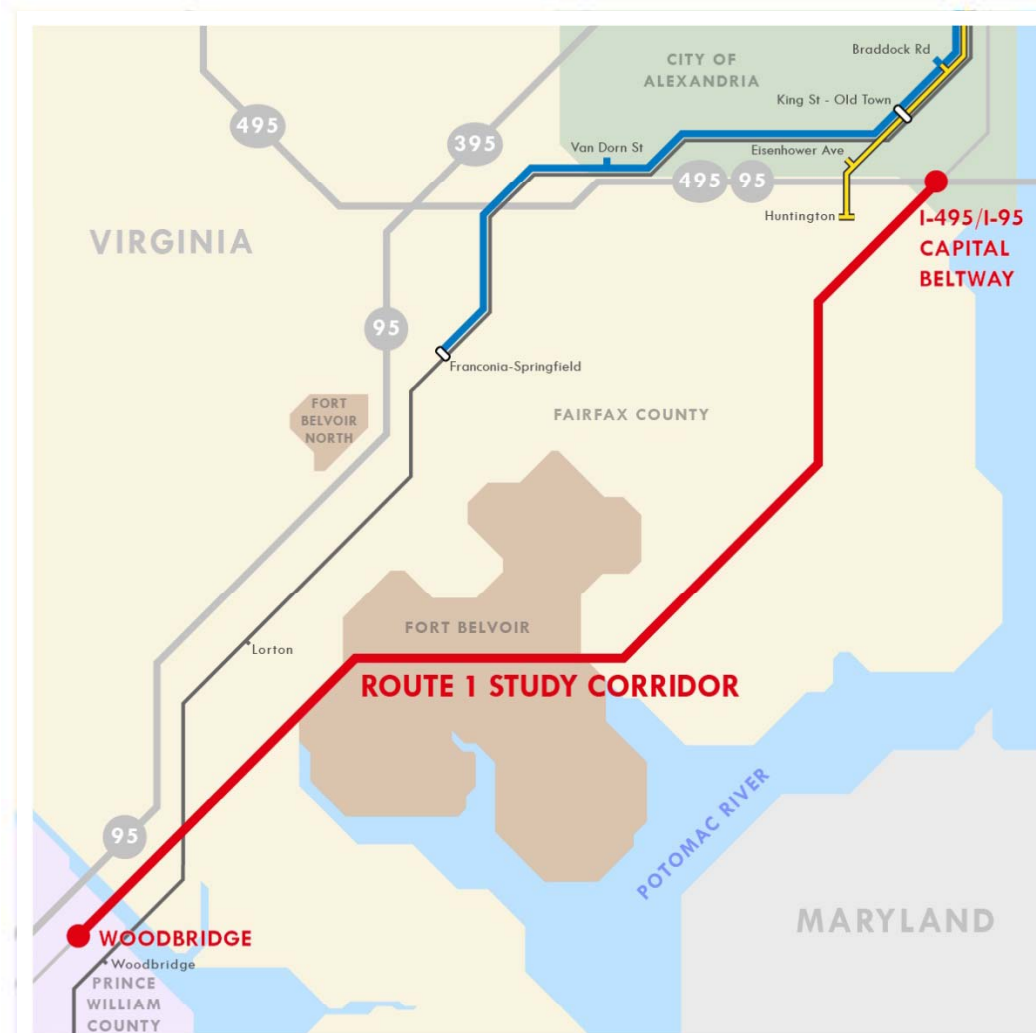 Braddock Rd
CITY OF
ALEXANDRIA
King St - Old Town
495
395
Van Dorn St
Eisenhower Ave
495
95
Huntington
I-495/I-95
CAPITAL
BELTWAY
VIRGINIA
95
Franconia-Springfield
FORT
BELVOIR
NORTH
FAIRFAX COUNTY
FORT BELVOIR
Lorton
ROUTE 1 STUDY CORRIDOR
POTOMAC RIVER
95
MARYLAND
WOODBRIDGE
Woodbridge
PRINCE
WILLIAM
COUNTY